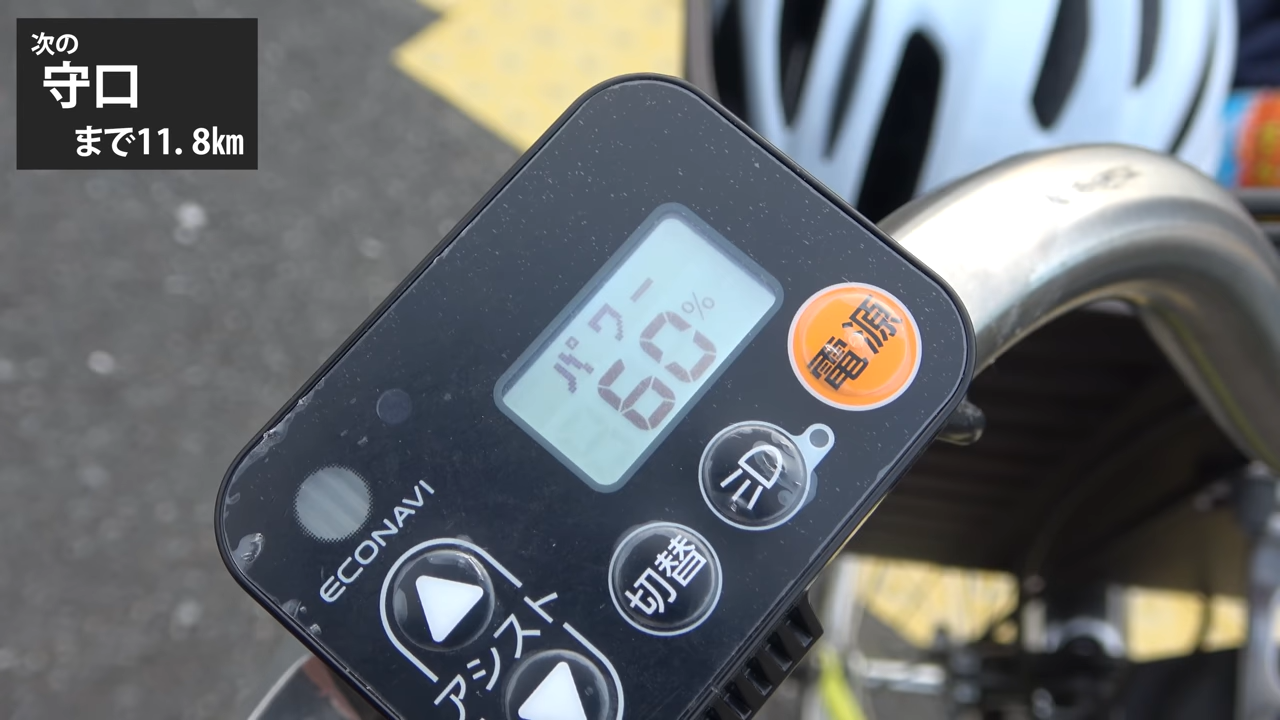 次の
守口
まで11.8㎞
パワー
60%
電源
切替
ECONAVI
アシスト